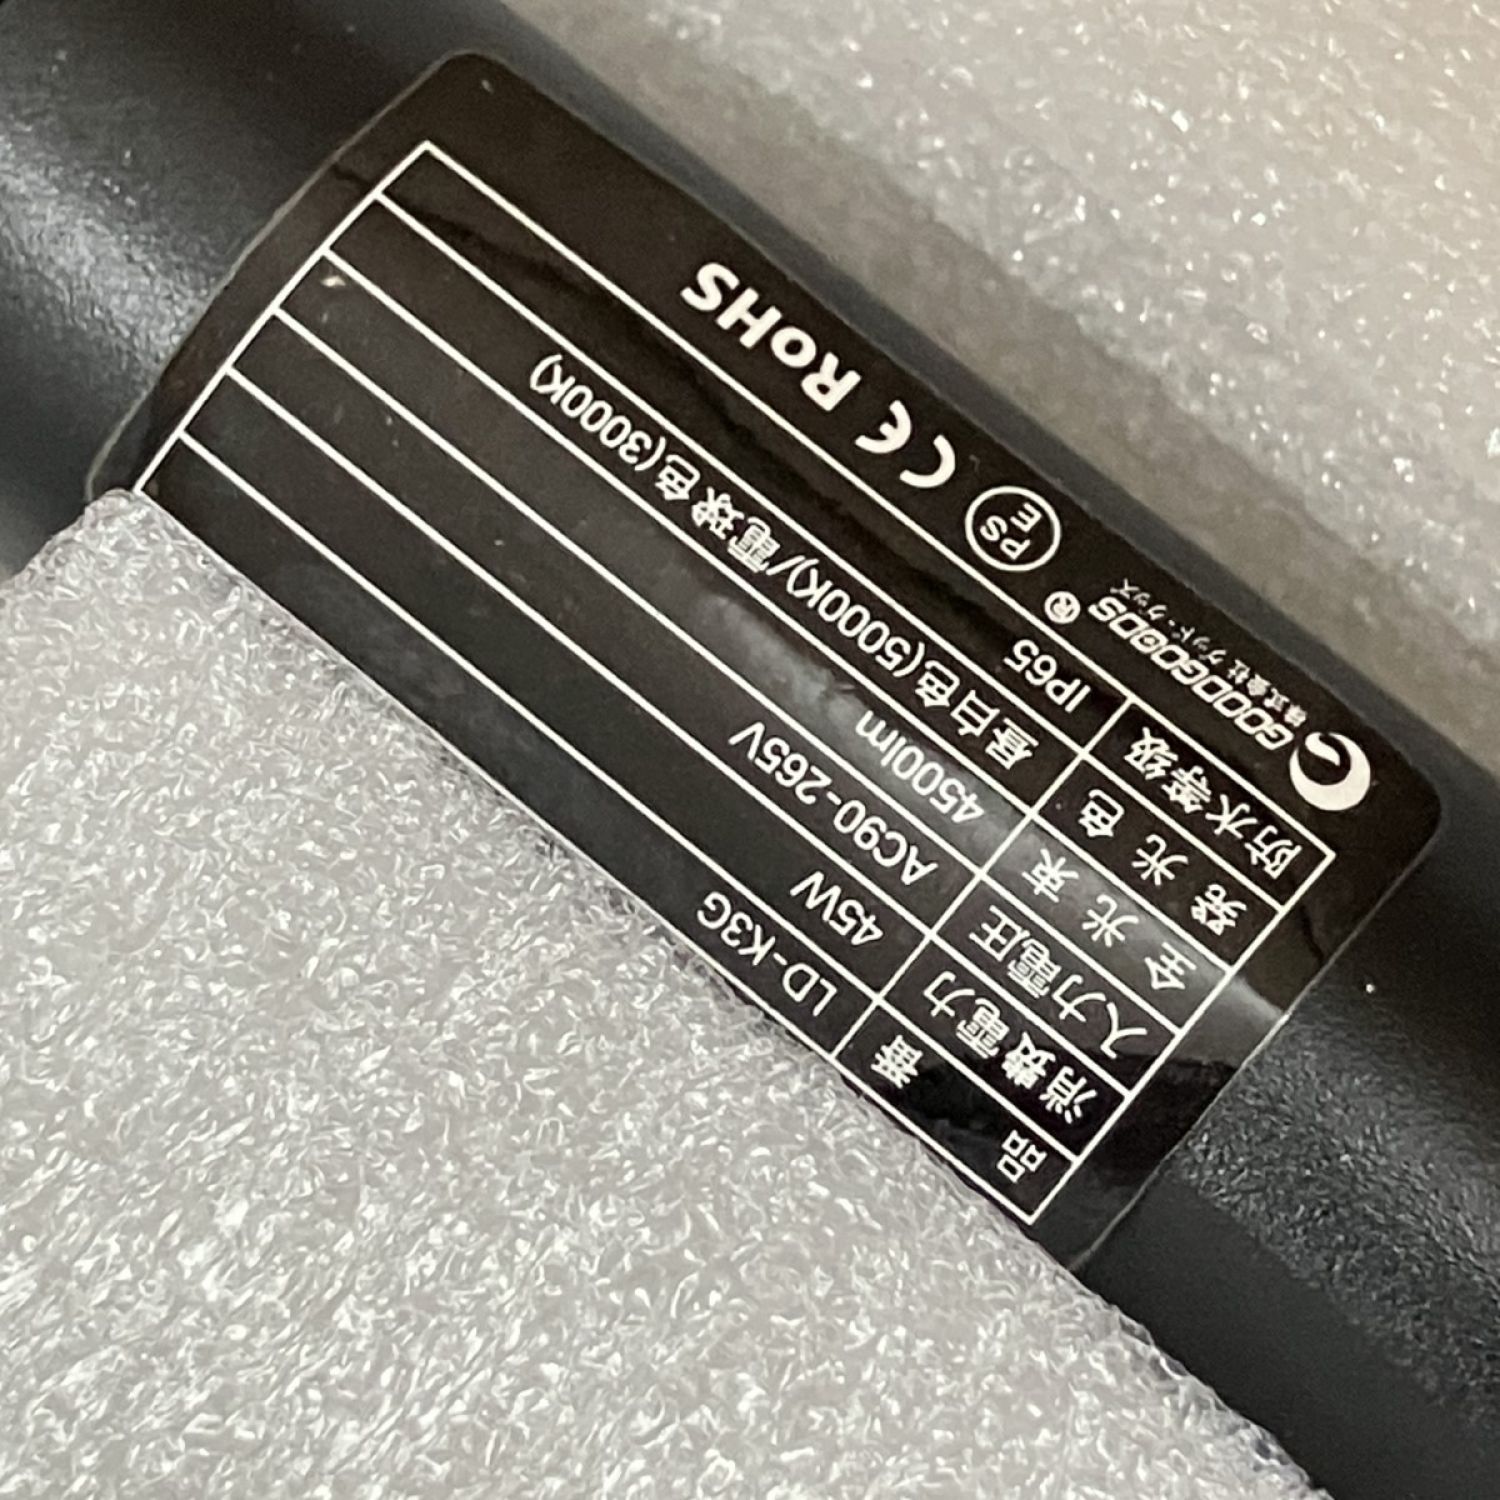 品番 LD-K3G
消費電力 45W
入力電圧 AC90-265V
全光束 4500lm
発光色 昼白色(5000K)/電球色(3000K)
防水等級 IP65
GOODGOODS ®
株式会社 グッド・グッズ
PS E CE RoHS